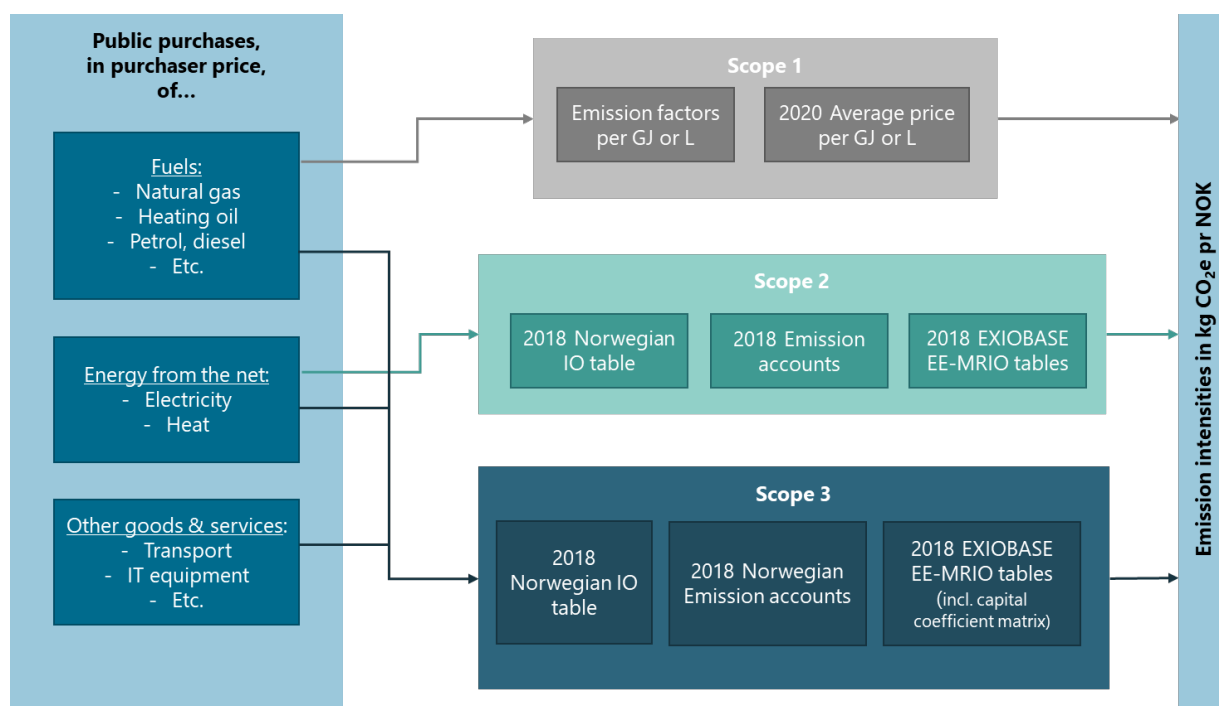 Public purchases,
in purchaser price,
of...
Fuels:
- Natural gas
- Heating oil
- Petrol, diesel
- Etc.
Energy from the net:
- Electricity
- Heat
Other goods & services:
- Transport
- IT equipment
- Etc.
Scope 1
Emission factors
per GJ or L
2020 Average price
per GJ or L
Scope 2
2018 Norwegian
IO table
2018 Emission
accounts
2018 EXIOBASE
EE-MRIO tables
Scope 3
2018
Norwegian IO
table
2018 Norwegian
Emission accounts
2018 EXIOBASE
EE-MRIO tables
(incl. capital
coefficient matrix)
Emission intensities in kg CO₂e pr NOK